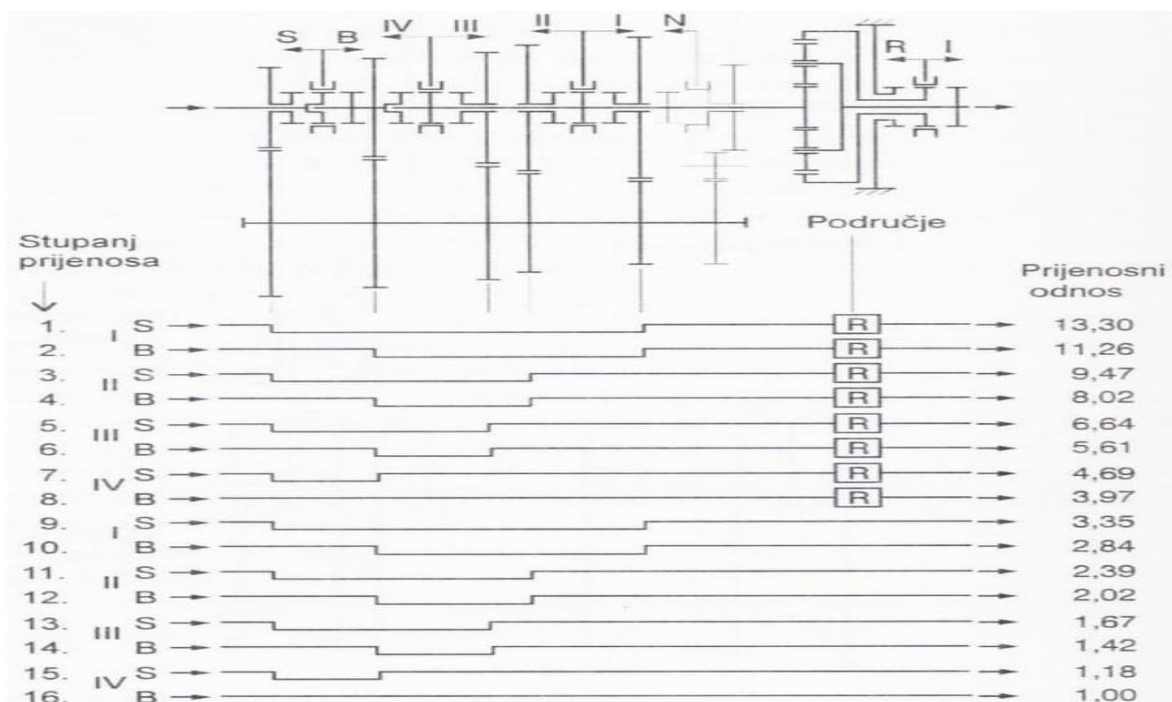 S B IV III II I N R I
Područje
Stupanj
prijenosa
Prijenosni
odnos
1. I S R 13,30
2. B R 11,26
3. II S R 9,47
4. B R 8,02
5. III S R 6,64
6. B R 5,61
7. IV S R 4,69
8. B R 3,97
9. I S 3,35
10. B 2,84
11. II S 2,39
12. B 2,02
13. III S 1,67
14. B 1,42
15. IV S 1,18
16. B 1,00